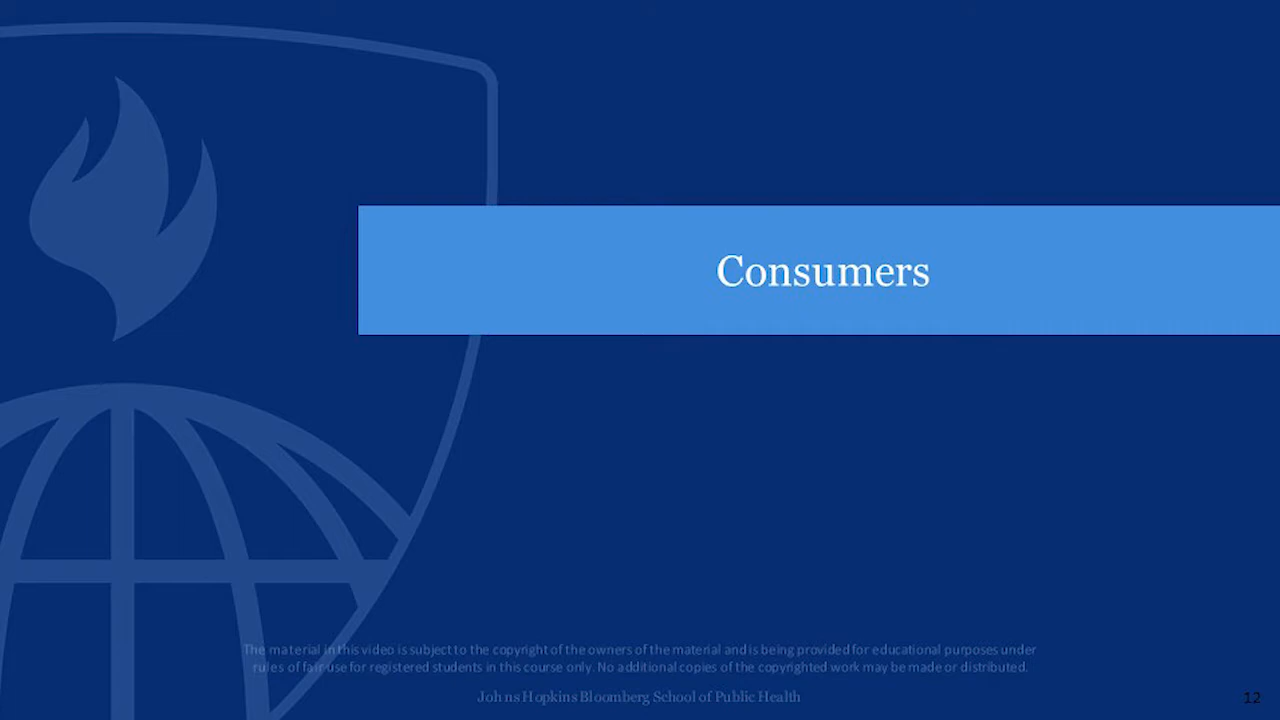 Consumers
The material in this video is subject to the copyright of the owners of the material and is being provided for educational purposes under
rules of fair use for registered students in this course only. No additional copies of the copyrighted work may be made or distributed.
Johns Hopkins Bloomberg School of Public Health
12